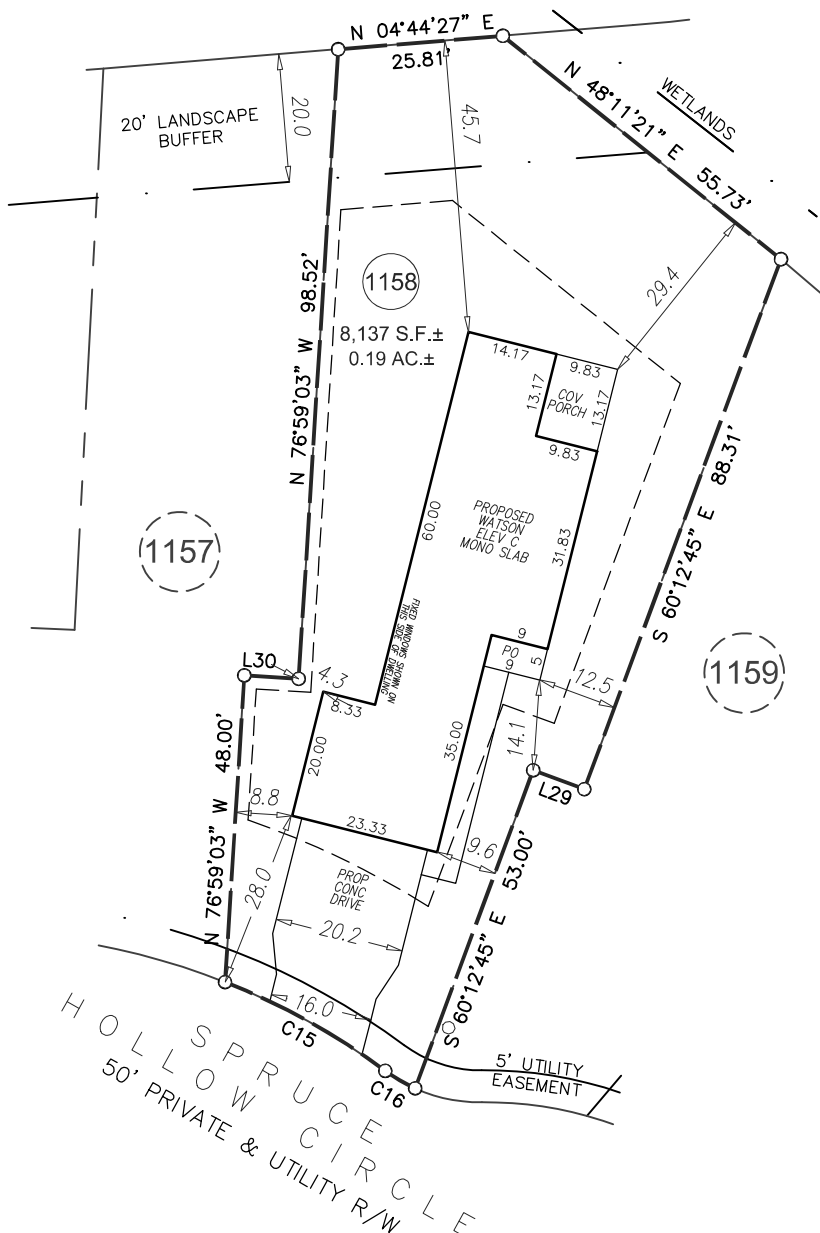 N 04°44'27" E
25.81'
N 48°11'21" E 55.73'
WETLANDS
20' LANDSCAPE
BUFFER
20.0
45.7
29.4
N 76°59'03" W 98.52'
1158
8,137 S.F.±
0.19 AC.±
14.17
9.83
13.17
COV
PORCH
13.17
9.83
60.00
PROPOSED
WATSON
ELEV C
MONO SLAB
31.83
S 60°12'45" E 88.31'
1157
1159
FIXED WINDOWS SHOWN ON
THIS SIDE OF DWELLING
9
PO
9
5
L30
4.3
8.33
12.5
14.1
35.00
20.00
L29
N 76°59'03" W 48.00'
8.8
23.33
9.6
S 60°12'45" E 53.00'
28.0
PROP
CONC
DRIVE
20.2
16.0
C15
C16
5' UTILITY
EASEMENT
SPRUCE
HOLLOW CIRCLE
50' PRIVATE & UTILITY R/W